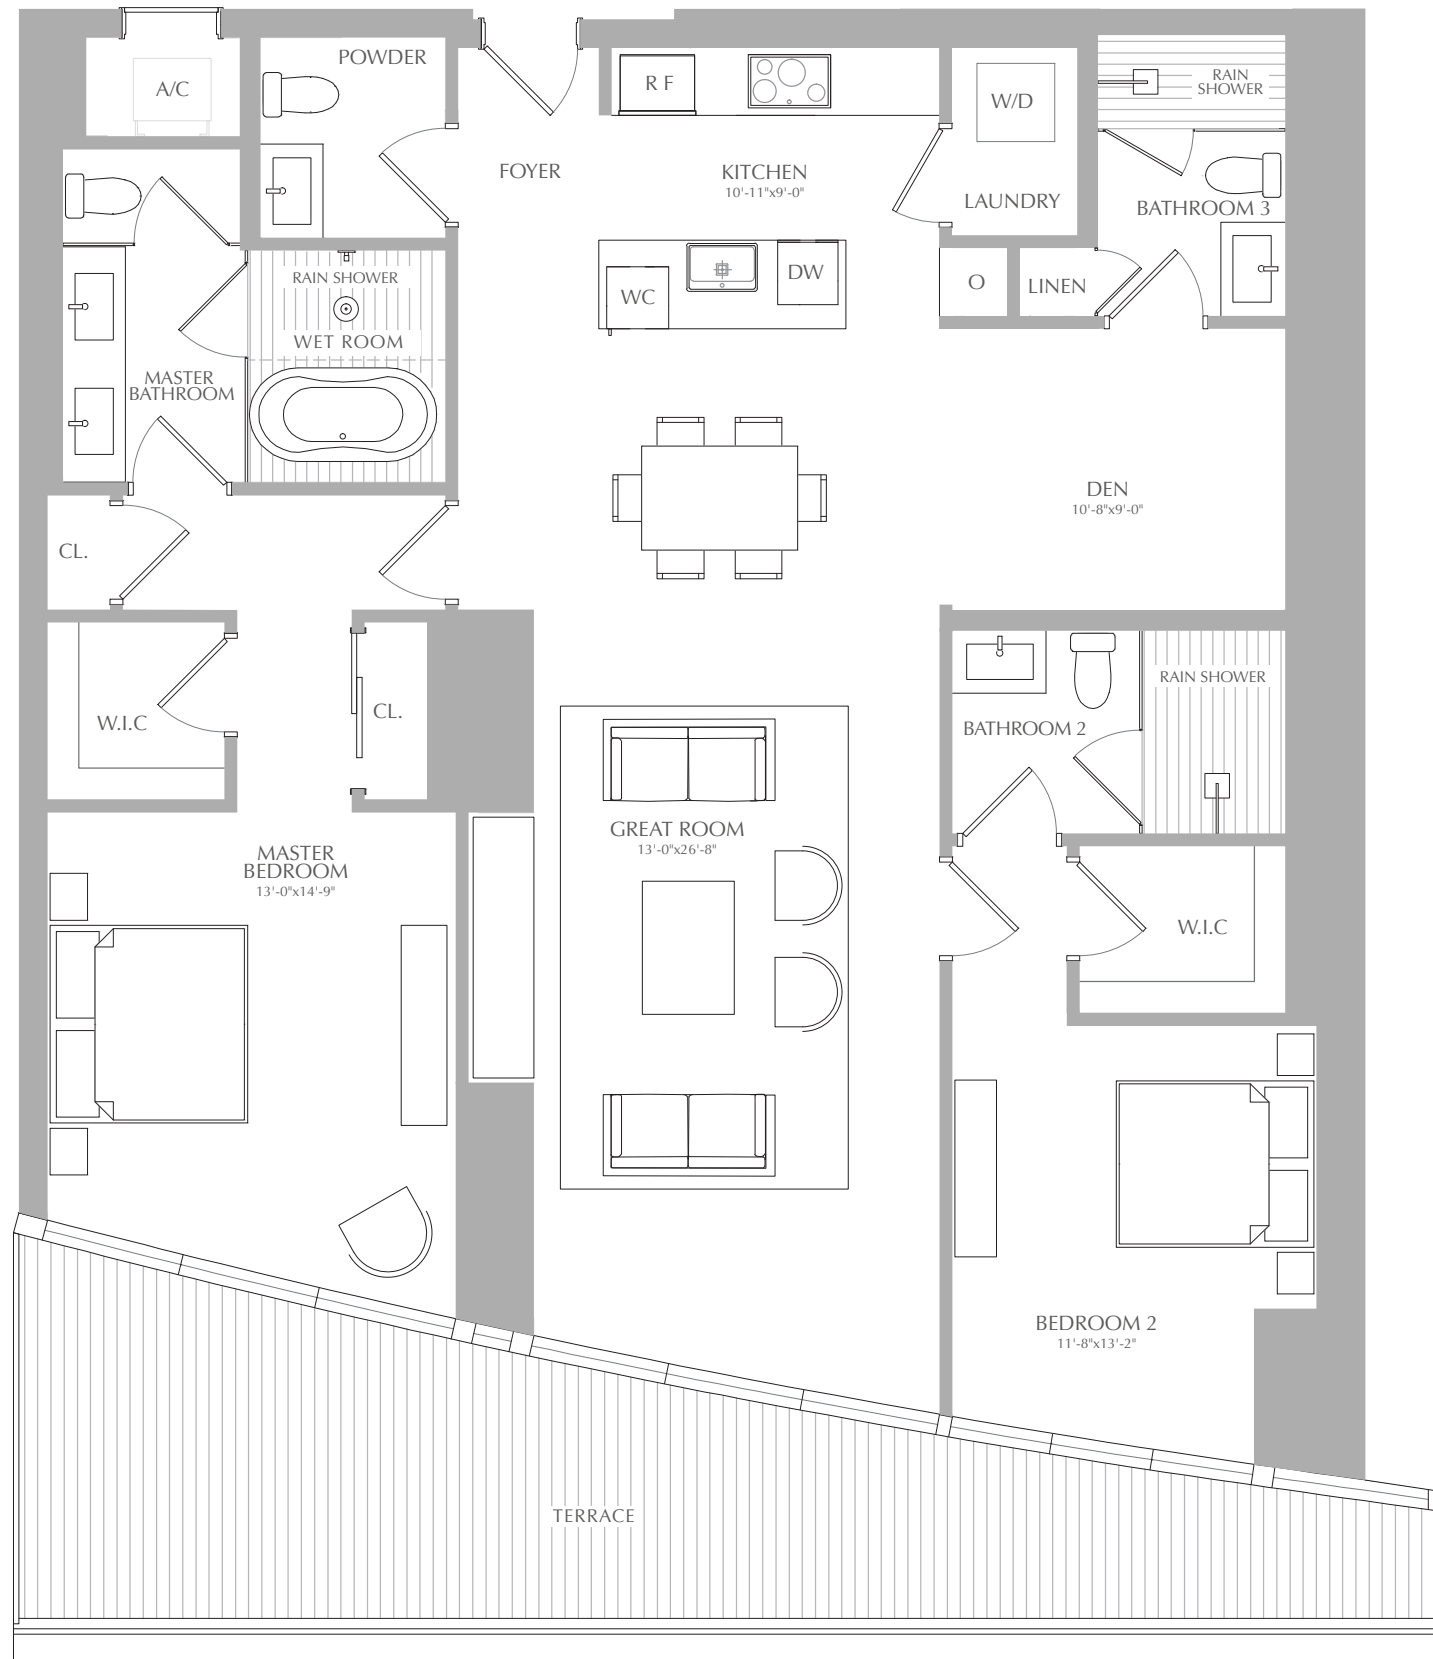 POWDER
A/C
R F
W/D
RAIN
SHOWER
FOYER
KITCHEN
10'-11"x9'-0"
LAUNDRY
BATHROOM 3
RAIN SHOWER
WC
DW
O
LINEN
WET ROOM
MASTER
BATHROOM
DEN
10'-8"x9'-0"
CL.
W.I.C
CL.
RAIN SHOWER
BATHROOM 2
GREAT ROOM
13'-0"x26'-8"
MASTER
BEDROOM
13'-0"x14'-9"
W.I.C
BEDROOM 2
11'-8"x13'-2"
TERRACE